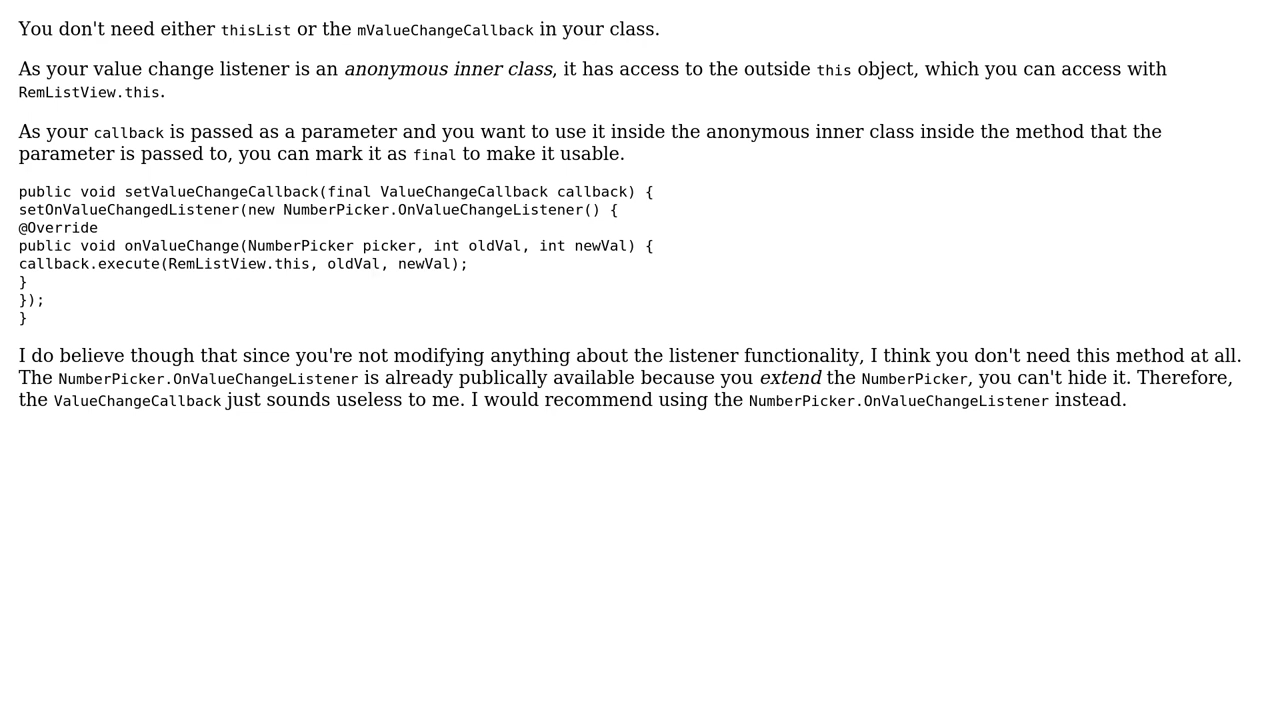 You don't need either thisList or the mValueChangeCallback in your class.
As your value change listener is an anonymous inner class, it has access to the outside this object, which you can access with
RemListView.this.
As your callback is passed as a parameter and you want to use it inside the anonymous inner class inside the method that the
parameter is passed to, you can mark it as final to make it usable.
public void setValueChangeCallback(final ValueChangeCallback callback) {
setOnValueChangedListener(new NumberPicker.OnValueChangeListener() {
@Override
public void onValueChange(NumberPicker picker, int oldVal, int newVal) {
callback.execute(RemListView.this, oldVal, newVal);
}
});
}
I do believe though that since you're not modifying anything about the listener functionality, I think you don't need this method at all.
The NumberPicker.OnValueChangeListener is already publically available because you extend the NumberPicker, you can't hide it. Therefore,
the ValueChangeCallback just sounds useless to me. I would recommend using the NumberPicker.OnValueChangeListener instead.